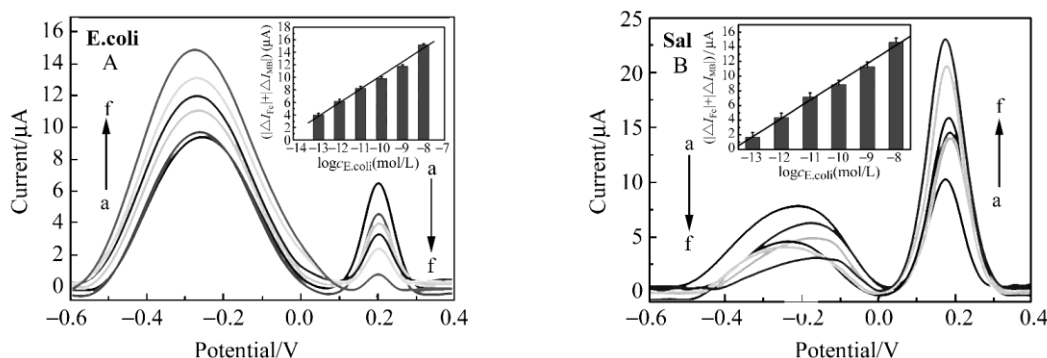 E.coli
A
Current/μA
16
14
12
10
8
6
4
2
0
−0.6 −0.4 −0.2 0.0 0.2 0.4
Potential/V
f
a
a
f
(|ΔI_Fc|+|ΔI_MB|) (μA)
18
16
14
12
10
8
6
4
2
0
−14 −13 −12 −11 −10 −9 −8 −7
logc_E.coli(mol/L)
Sal
B
Current/μA
25
20
15
10
5
0
−0.6 −0.4 −0.2 0.0 0.2 0.4
Potential/V
a
f
f
a
(|ΔI_Fc|+|ΔI_MB|)/μA
16
14
12
10
8
6
4
2
0
−13 −12 −11 −10 −9 −8
logc_E.coli(mol/L)